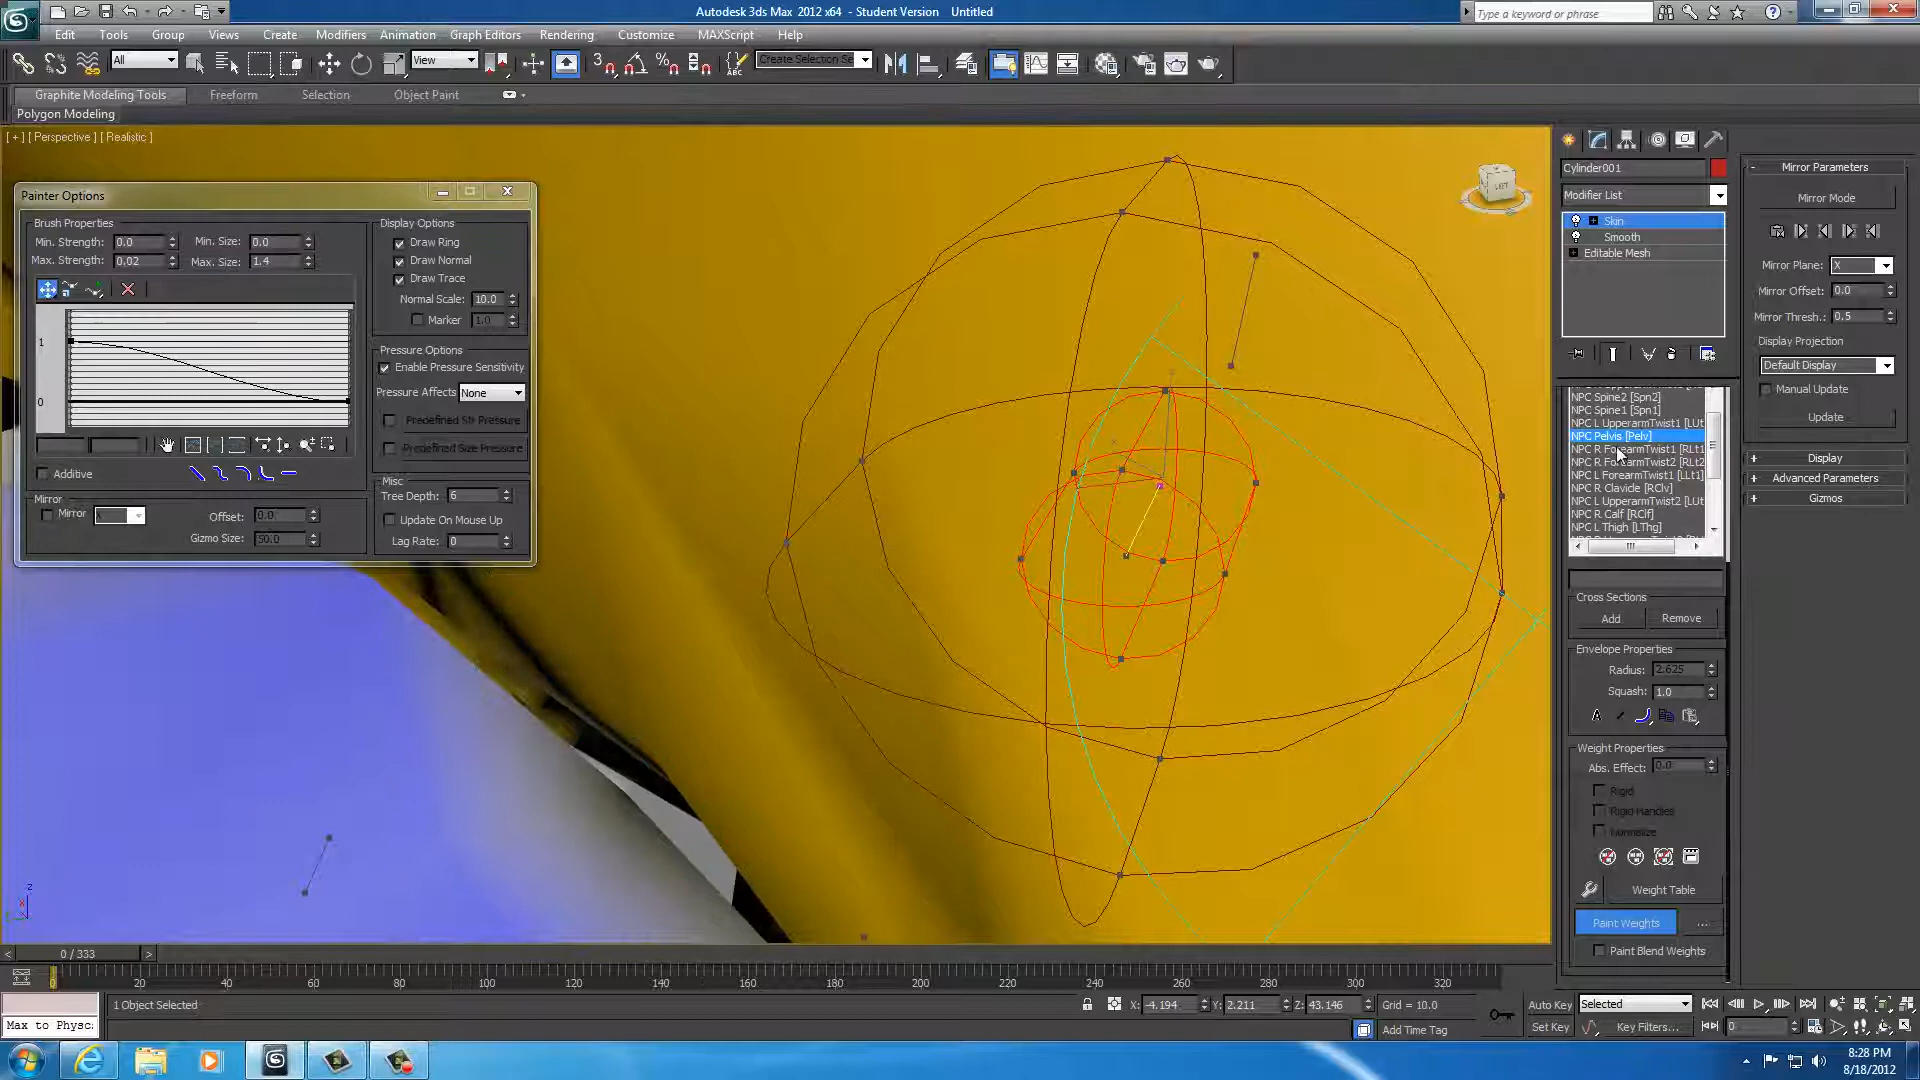 Autodesk 3ds Max 2012 x64 - Student Version Untitled
Type a keyword or phrase
Edit Tools Group Views Create Modifiers Animation Graph Editors Rendering Customize MAXScript Help
All View Create Selection Se
Graphite Modeling Tools Freeform Selection Object Paint
Polygon Modeling
[ + ] [ Perspective ] [ Realistic ]
LEFT
Painter Options
Brush Properties
Min. Strength: 0.0 Min. Size: 0.0
Max. Strength: 0.02 Max. Size: 1.4
1
0
Additive
Mirror
Mirror Offset: 0.0
Gizmo Size: 50.0
Display Options
Draw Ring
Draw Normal
Draw Trace
Normal Scale: 10.0
Marker 1.0
Pressure Options
Enable Pressure Sensitivity
Pressure Affects None
Predefined Str Pressure
Predefined Size Pressure
Misc
Tree Depth: 6
Update On Mouse Up
Lag Rate: 0
Cylinder001
Modifier List
Skin
Smooth
Editable Mesh
NPC Spine2 [Spn2]
NPC Spine1 [Spn1]
NPC L UpperarmTwist1 [LUt
NPC Pelvis [Pelv]
NPC R ForearmTwist1 [RLt1
NPC R ForearmTwist2 [RLt2
NPC L ForearmTwist1 [LLt1
NPC R Clavicle [RClv]
NPC L UpperarmTwist2 [LUt
NPC R Calf [RClf]
NPC L Thigh [LThg]
Cross Sections
Add Remove
Envelope Properties
Radius: 2.625
Squash: 1.0
Weight Properties
Abs. Effect: 0.0
Rigid
Rigid Handles
Normalize
Weight Table
Paint Weights ...
Paint Blend Weights
Mirror Parameters
Mirror Mode
Mirror Plane: X
Mirror Offset: 0.0
Mirror Thresh.: 0.5
Display Projection
Default Display
Manual Update
Update
Display
Advanced Parameters
Gizmos
0 / 333
0 20 40 60 80 100 120 140 160 180 200 220 240 260 280 300 320
1 Object Selected X: -4.194 Y: 2.211 Z: 43.146 Grid = 10.0 Auto Key Selected
Max to Physc: Add Time Tag Set Key Key Filters... 0
8:28 PM
8/18/2012